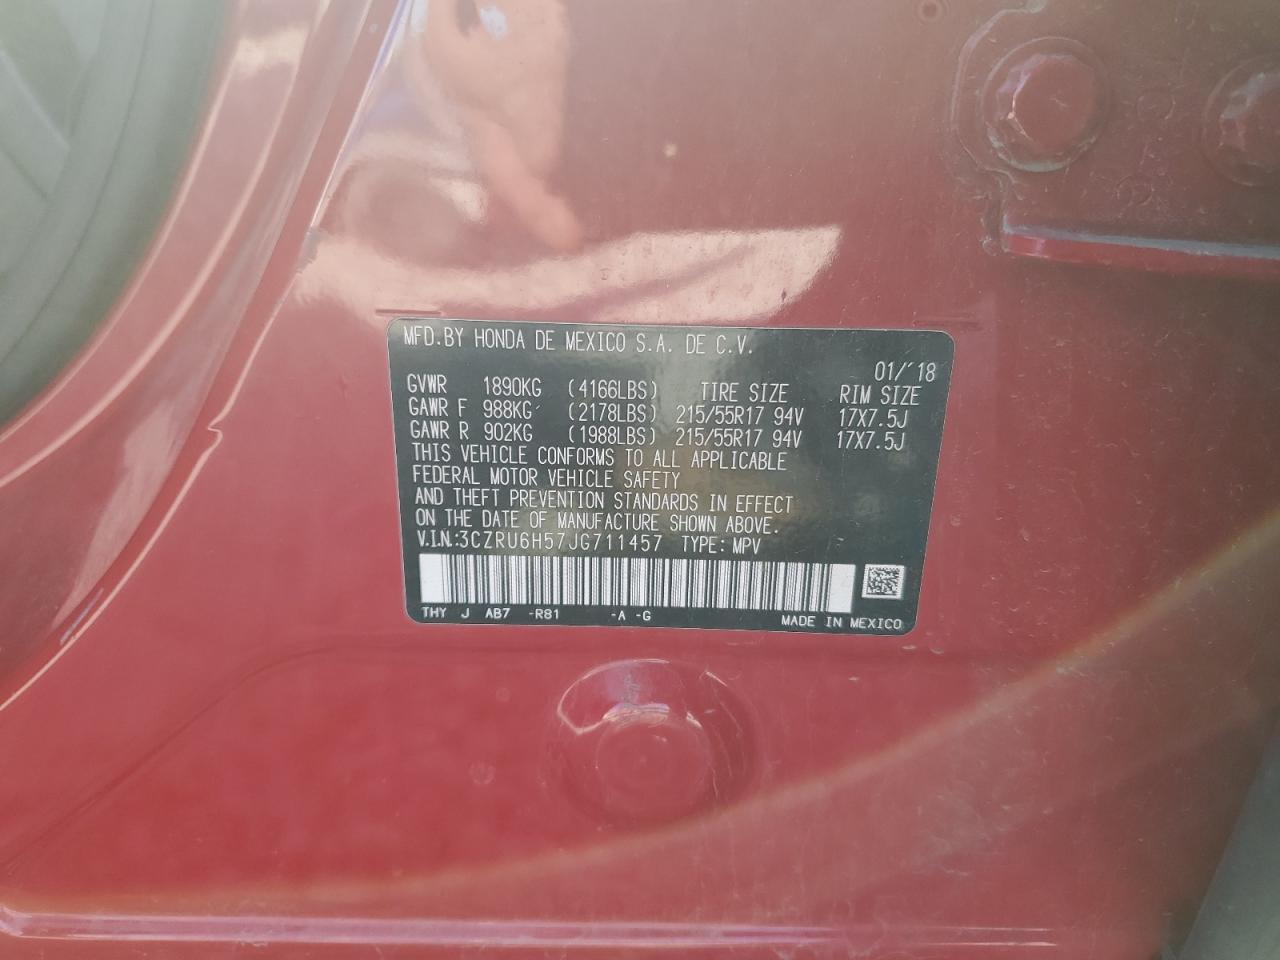 MFD.BY HONDA DE MEXICO S.A. DE C.V.
01/'18
GVWR 1890KG (4166LBS) TIRE SIZE RIM SIZE
GAWR F 988KG (2178LBS) 215/55R17 94V 17X7.5J
GAWR R 902KG (1988LBS) 215/55R17 94V 17X7.5J
THIS VEHICLE CONFORMS TO ALL APPLICABLE
FEDERAL MOTOR VEHICLE SAFETY
AND THEFT PREVENTION STANDARDS IN EFFECT
ON THE DATE OF MANUFACTURE SHOWN ABOVE.
V.I.N.:3CZRU6H57JG711457 TYPE: MPV
THY J AB7 -R81 -A -G MADE IN MEXICO